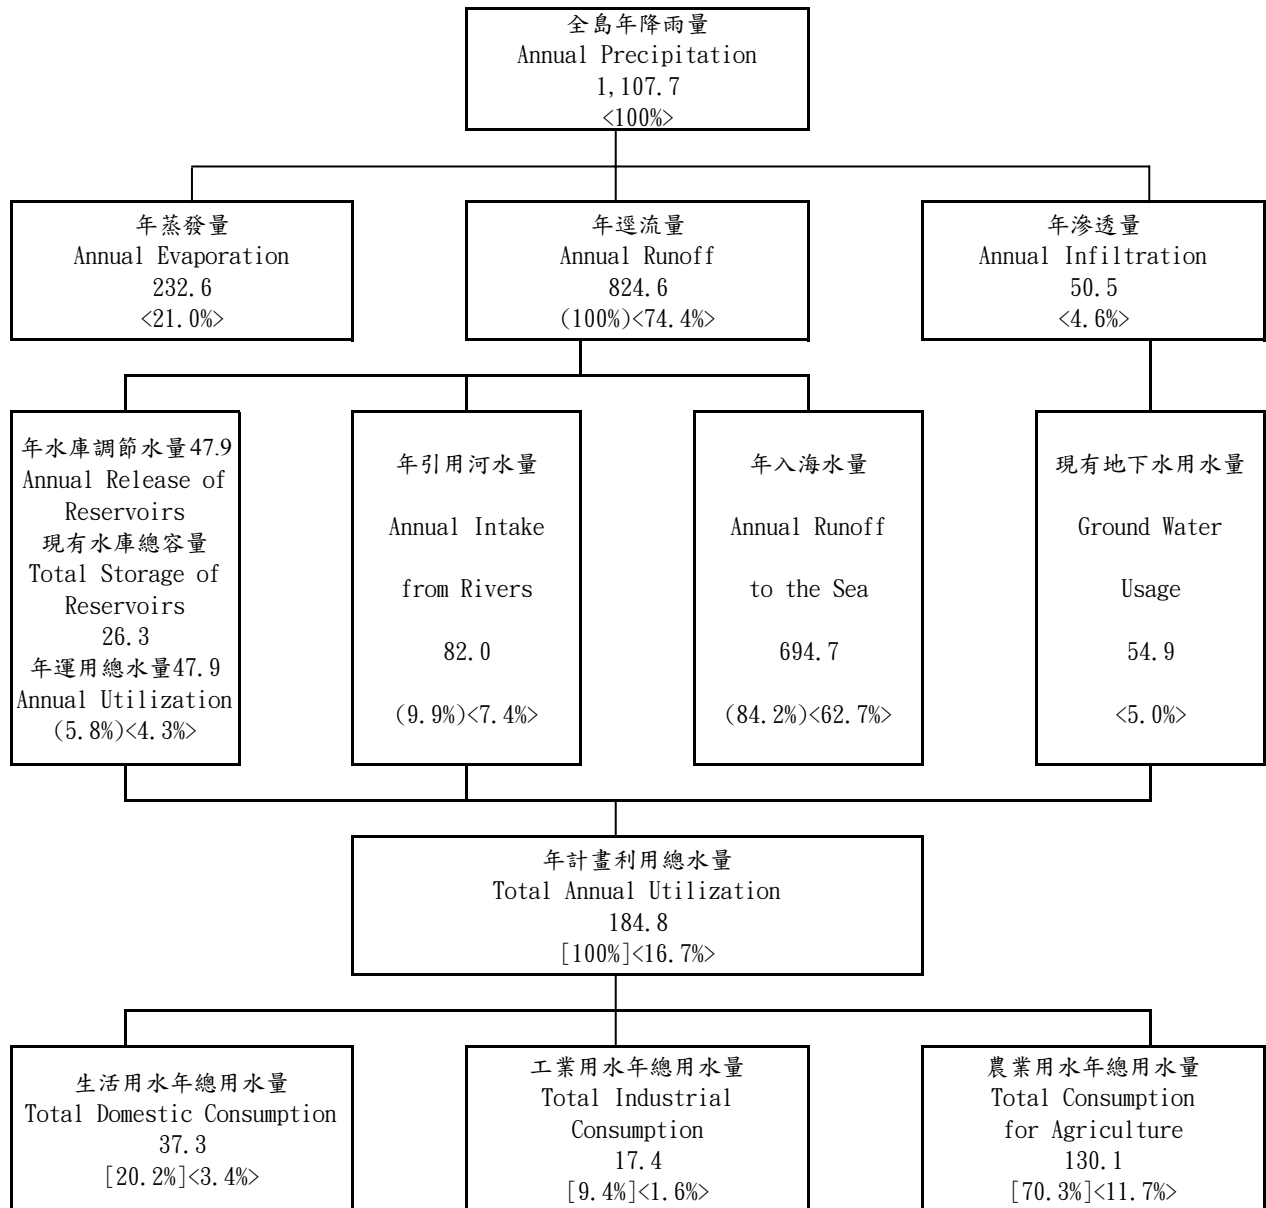 全島年降雨量
Annual Precipitation
1,107.7
<100%>
年蒸發量
Annual Evaporation
232.6
<21.0%>
年逕流量
Annual Runoff
824.6
(100%)<74.4%>
年滲透量
Annual Infiltration
50.5
<4.6%>
年水庫調節水量47.9
Annual Release of
Reservoirs
現有水庫總容量
Total Storage of
Reservoirs
26.3
年運用總水量47.9
Annual Utilization
(5.8%)<4.3%>
年引用河水量
Annual Intake
from Rivers
82.0
(9.9%)<7.4%>
年入海水量
Annual Runoff
to the Sea
694.7
(84.2%)<62.7%>
現有地下水用水量
Ground Water
Usage
54.9
<5.0%>
年計畫利用總水量
Total Annual Utilization
184.8
[100%]<16.7%>
生活用水年總用水量
Total Domestic Consumption
37.3
[20.2%]<3.4%>
工業用水年總用水量
Total Industrial
Consumption
17.4
[9.4%]<1.6%>
農業用水年總用水量
Total Consumption
for Agriculture
130.1
[70.3%]<11.7%>